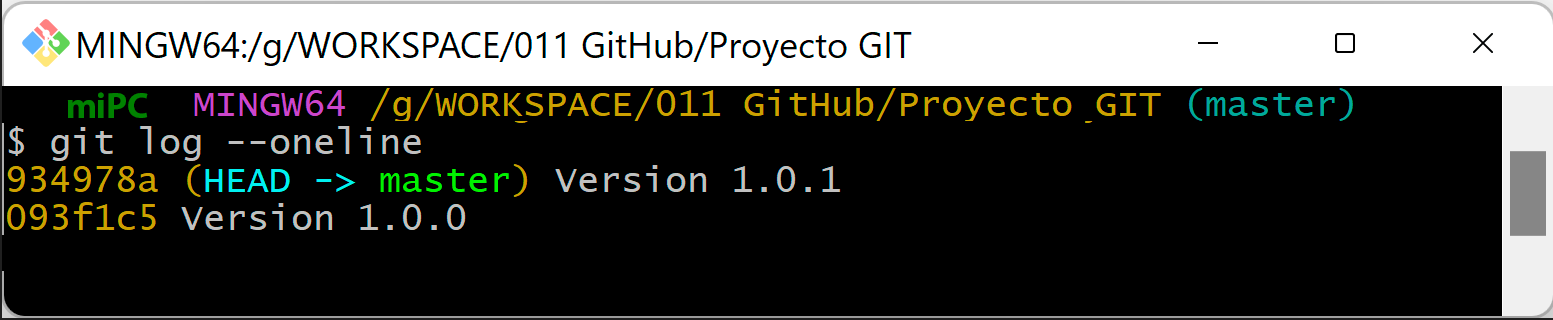 MINGW64:/g/WORKSPACE/011 GitHub/Proyecto GIT
miPC MINGW64 /g/WORKSPACE/011 GitHub/Proyecto GIT (master)
$ git log --oneline
934978a (HEAD -> master) Version 1.0.1
093f1c5 Version 1.0.0